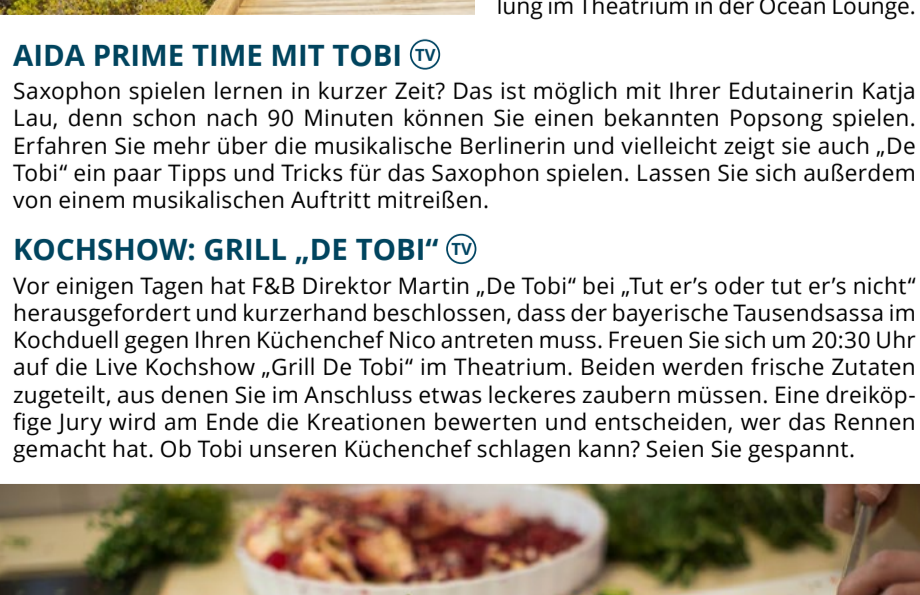 lung im Theatrium in der Ocean Lounge.
AIDA PRIME TIME MIT TOBI TV
Saxophon spielen lernen in kurzer Zeit? Das ist möglich mit Ihrer Edutainerin Katja
Lau, denn schon nach 90 Minuten können Sie einen bekannten Popsong spielen.
Erfahren Sie mehr über die musikalische Berlinerin und vielleicht zeigt sie auch „De
Tobi“ ein paar Tipps und Tricks für das Saxophon spielen. Lassen Sie sich außerdem
von einem musikalischen Auftritt mitreißen.
KOCHSHOW: GRILL „DE TOBI“ TV
Vor einigen Tagen hat F&B Direktor Martin „De Tobi“ bei „Tut er’s oder tut er’s nicht“
herausgefordert und kurzerhand beschlossen, dass der bayerische Tausendsassa im
Kochduell gegen Ihren Küchenchef Nico antreten muss. Freuen Sie sich um 20:30 Uhr
auf die Live Kochshow „Grill De Tobi“ im Theatrium. Beiden werden frische Zutaten
zugeteilt, aus denen Sie im Anschluss etwas leckeres zaubern müssen. Eine dreiköp-
fige Jury wird am Ende die Kreationen bewerten und entscheiden, wer das Rennen
gemacht hat. Ob Tobi unseren Küchenchef schlagen kann? Seien Sie gespannt.